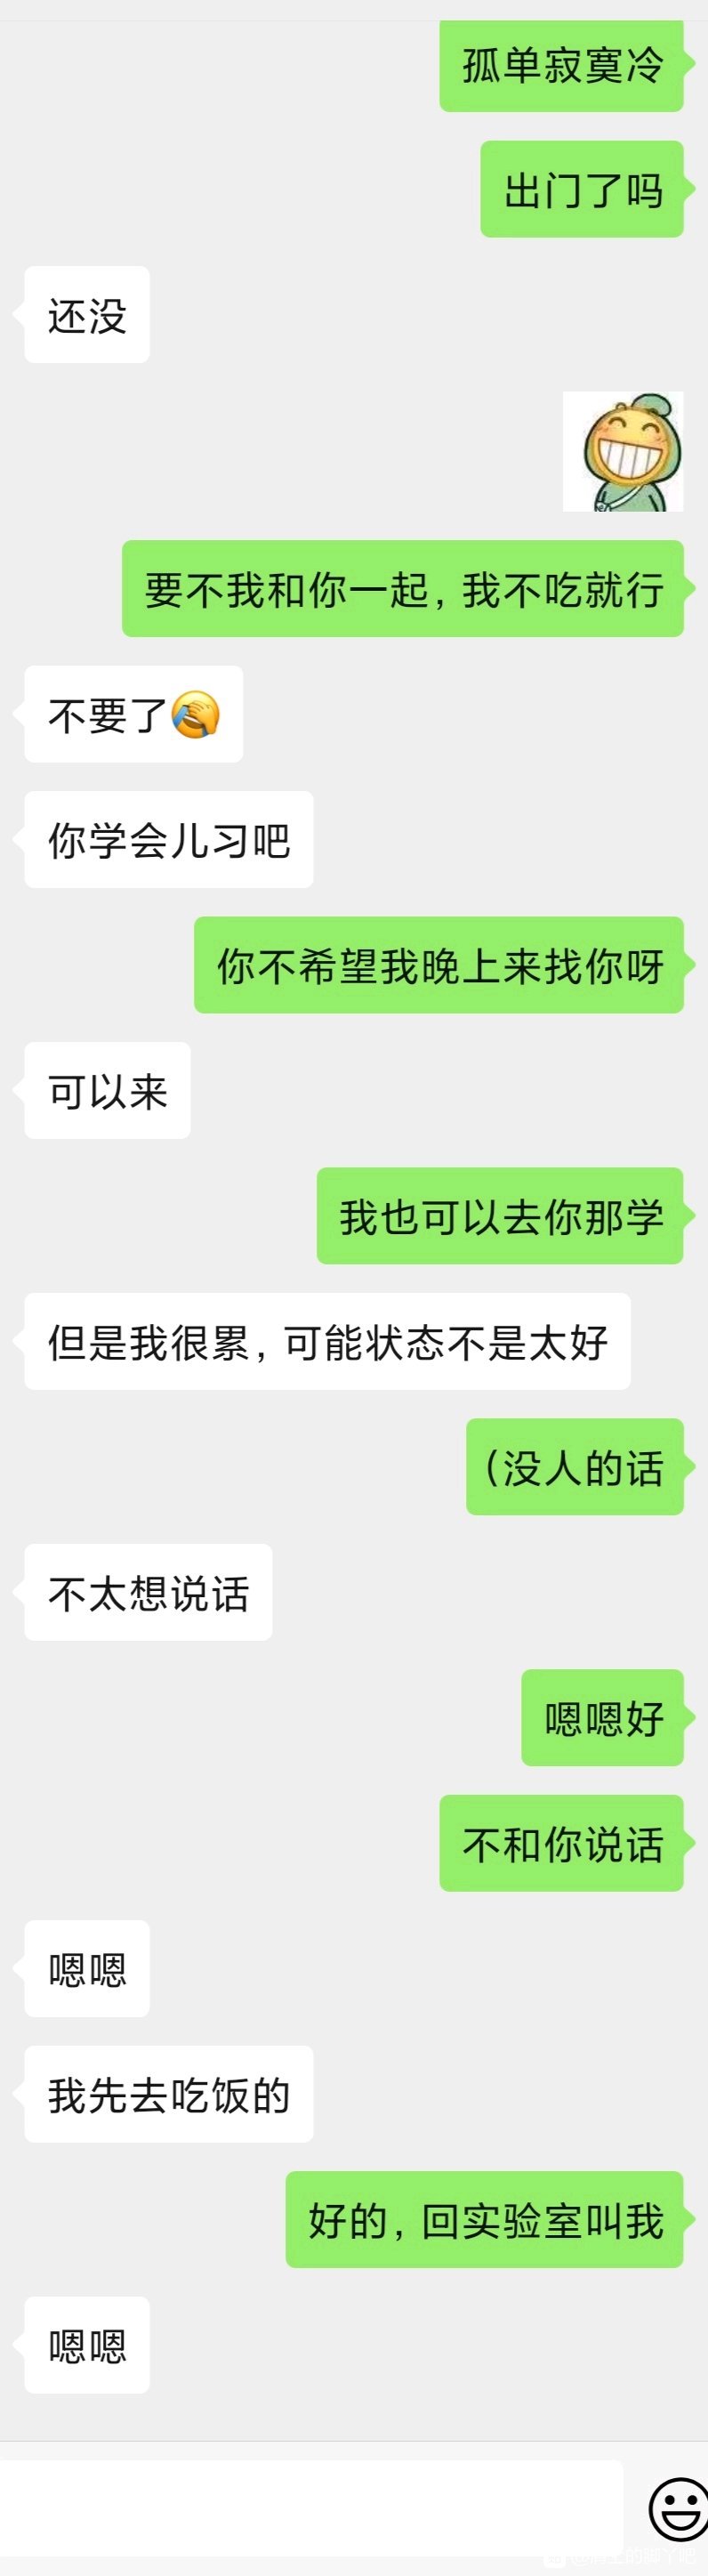 孤单寂寞冷
出门了吗
还没
要不我和你一起，我不吃就行
不要了
你学会儿习吧
你不希望我晚上来找你呀
可以来
我也可以去你那学
但是我很累，可能状态不是太好
（没人的话
不太想说话
嗯嗯好
不和你说话
嗯嗯
我先去吃饭的
好的，回实验室叫我
嗯嗯